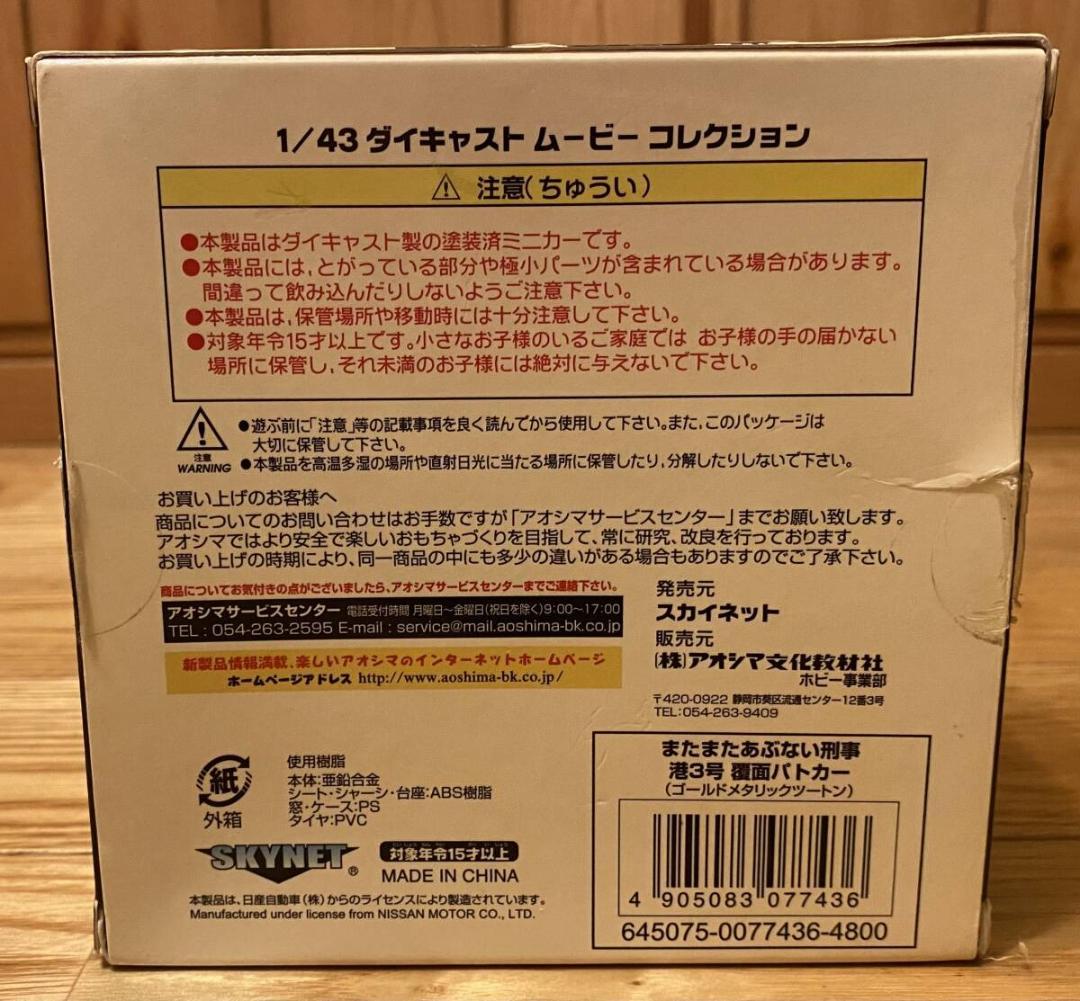 1/43 ダイキャスト ムービー コレクション
注意(ちゅうい)
●本製品はダイキャスト製の塗装済ミニカーです。
●本製品には、とがっている部分や極小パーツが含まれている場合があります。
間違って飲み込んだりしないようご注意下さい。
●本製品は、保管場所や移動時には十分注意して下さい。
●対象年令15才以上です。小さなお子様のいるご家庭では お子様の手の届かない
場所に保管し、それ未満のお子様には絶対に与えないで下さい。
注意
WARNING
●遊ぶ前に「注意」等の記載事項を良く読んでから使用して下さい。また、このパッケージは
大切に保管して下さい。
●本製品を高温多湿の場所や直射日光に当たる場所に保管したり、分解したりしないで下さい。
お買い上げのお客様へ
商品についてのお問い合わせはお手数ですが「アオシマサービスセンター」までお願い致します。
アオシマではより安全で楽しいおもちゃづくりを目指して、常に研究、改良を行っております。
お買い上げの時期により、同一商品の中にも多少の違いがある場合もありますのでご了承下さい。
商品についてお気付きの点がございましたら、アオシマサービスセンターまでご連絡下さい。
アオシマサービスセンター 電話受付時間 月曜日〜金曜日(祝日を除く)9:00〜17:00
TEL : 054-263-2595 E-mail : service@mail.aoshima-bk.co.jp
新製品情報満載、楽しいアオシマのインターネットホームページ
ホームページアドレス http://www.aoshima-bk.co.jp/
発売元
スカイネット
販売元
(株)アオシマ文化教材社
ホビー事業部
〒420-0922 静岡市葵区流通センター12番3号
TEL:054-263-9409
紙
外箱
使用樹脂
本体:亜鉛合金
シート・シャーシ・台座:ABS樹脂
窓・ケース:PS
タイヤ:PVC
SKYNET®
対象年令15才以上
MADE IN CHINA
本製品は、日産自動車(株)からのライセンスにより製造されています。
Manufactured under license from NISSAN MOTOR CO., LTD.
またまたあぶない刑事
港3号 覆面パトカー
(ゴールドメタリックツートン)
4 905083 077436
645075-0077436-4800